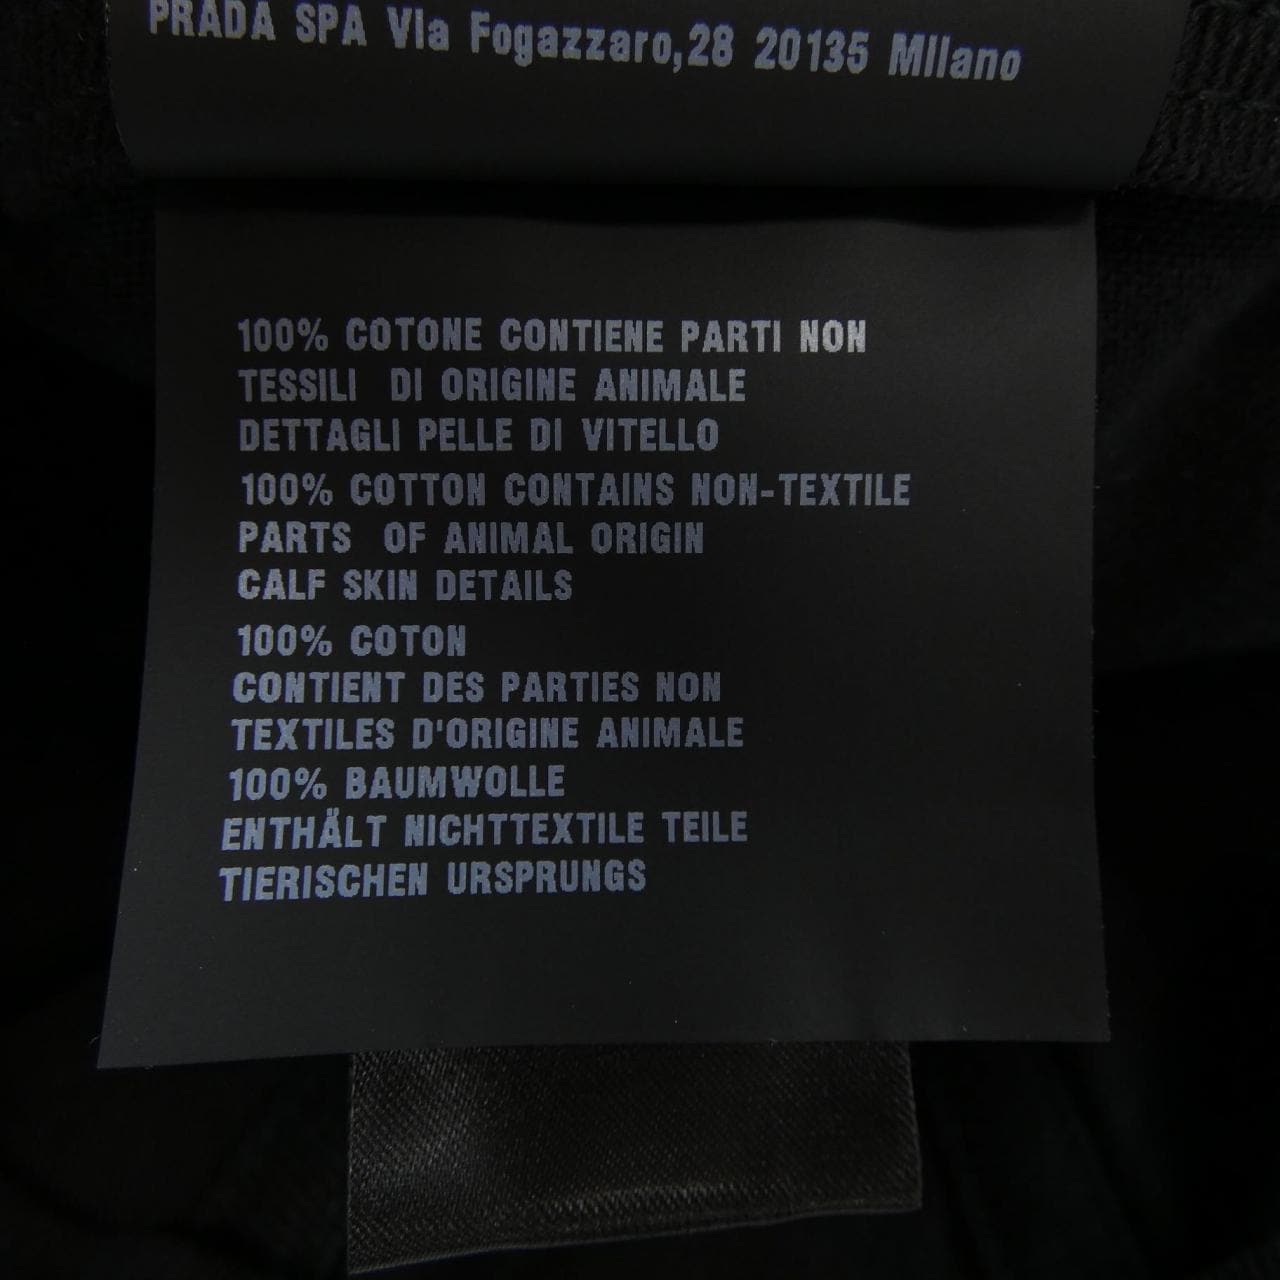 PRADA SPA Via Fogazzaro,28 20135 Milano
100% COTONE CONTIENE PARTI NON
TESSILI DI ORIGINE ANIMALE
DETTAGLI PELLE DI VITELLO
100% COTTON CONTAINS NON-TEXTILE
PARTS OF ANIMAL ORIGIN
CALF SKIN DETAILS
100% COTON
CONTIENT DES PARTIES NON
TEXTILES D'ORIGINE ANIMALE
100% BAUMWOLLE
ENTHÄLT NICHTTEXTILE TEILE
TIERISCHEN URSPRUNGS